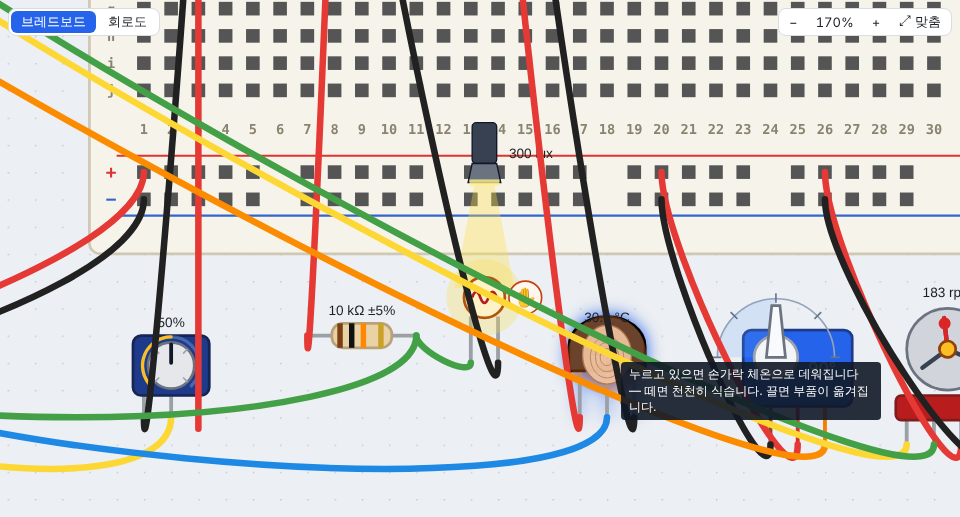 브레드보드 회로도
− 170% + 맞춤
i
j
1 4 5 6 7 8 9 10 11 12 15 16 18 19 20 21 22 23 24 25 26 27 28 29 30
+
−
50%
10 kΩ ±5%
183
누르고 있으면 손가락 체온으로 데워집니다
— 떼면 천천히 식습니다. 끌면 부품이 옮겨집
니다.